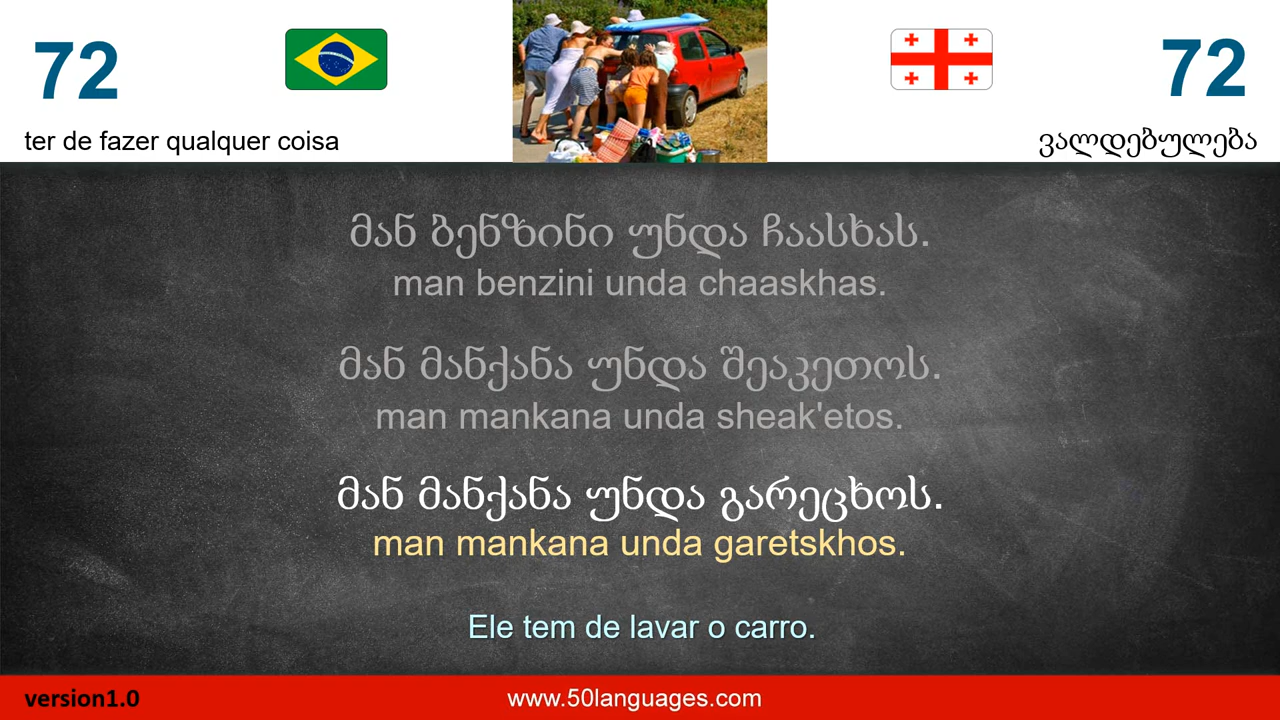 72
72
ter de fazer qualquer coisa
ვალდებულება
მან ბენზინი უნდა ჩაასხას.
man benzini unda chaaskhas.
მან მანქანა უნდა შეაკეთოს.
man mankana unda sheak'etos.
მან მანქანა უნდა გარეცხოს.
man mankana unda garetskhos.
Ele tem de lavar o carro.
version1.0
www.50languages.com